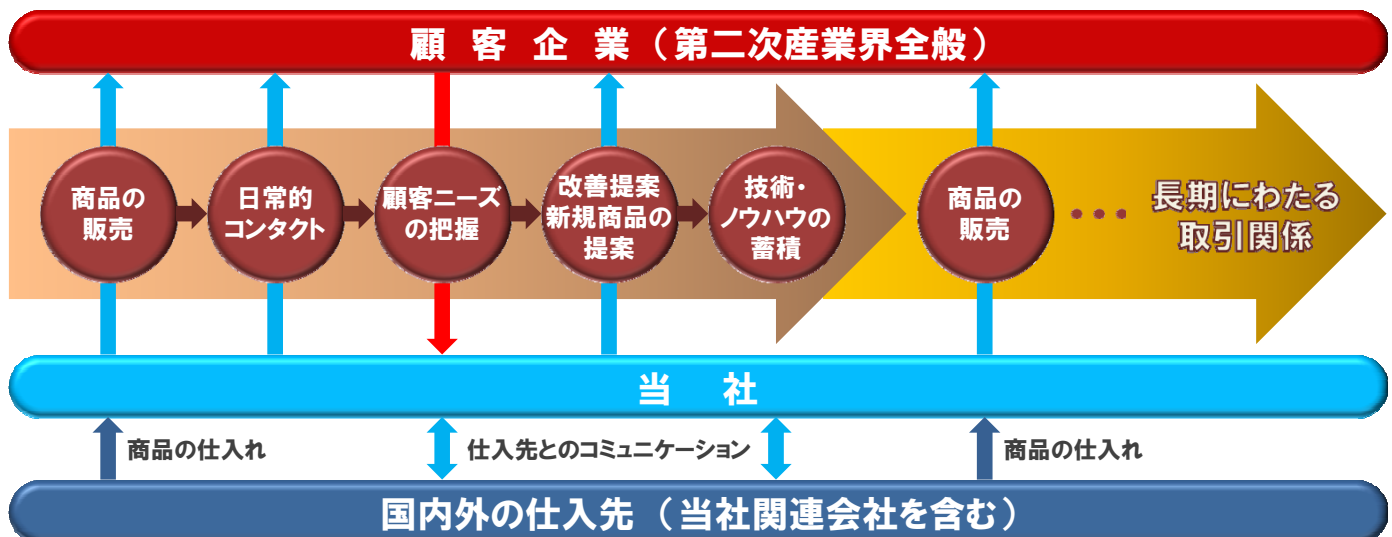 顧 客 企 業（第二次産業界全般）
商品の
販売
日常的
コンタクト
顧客ニーズ
の把握
改善提案
新規商品の
提案
技術・
ノウハウの
蓄積
商品の
販売
・・・
長期にわたる
取引関係
当 社
商品の仕入れ
仕入先とのコミュニケーション
商品の仕入れ
国内外の仕入先（当社関連会社を含む）